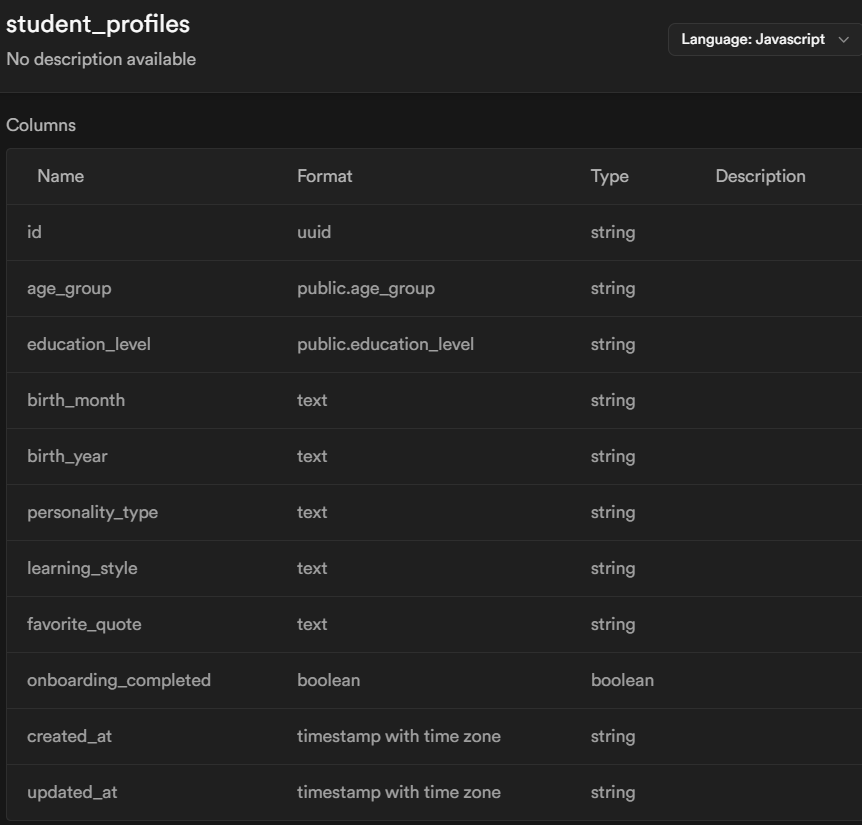 student_profiles
No description available
Language: Javascript
Columns
Name Format Type Description
id uuid string
age_group public.age_group string
education_level public.education_level string
birth_month text string
birth_year text string
personality_type text string
learning_style text string
favorite_quote text string
onboarding_completed boolean boolean
created_at timestamp with time zone string
updated_at timestamp with time zone string